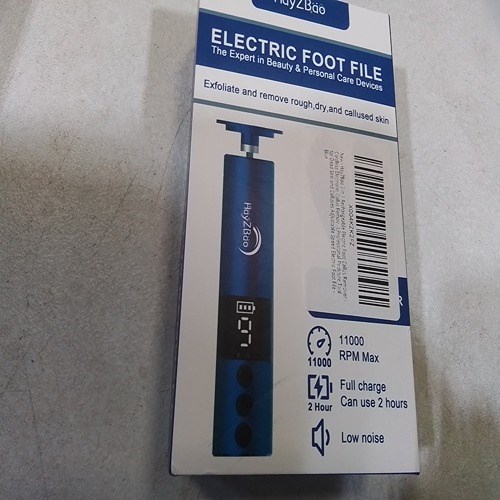 HayZBao
ELECTRIC FOOT FILE
The Expert in Beauty & Personal Care Devices
Exfoliate and remove rough,dry,and callused skin
HayZBao
97
11000
11000
RPM Max
2 Hour
Full charge
Can use 2 hours
Low noise
R